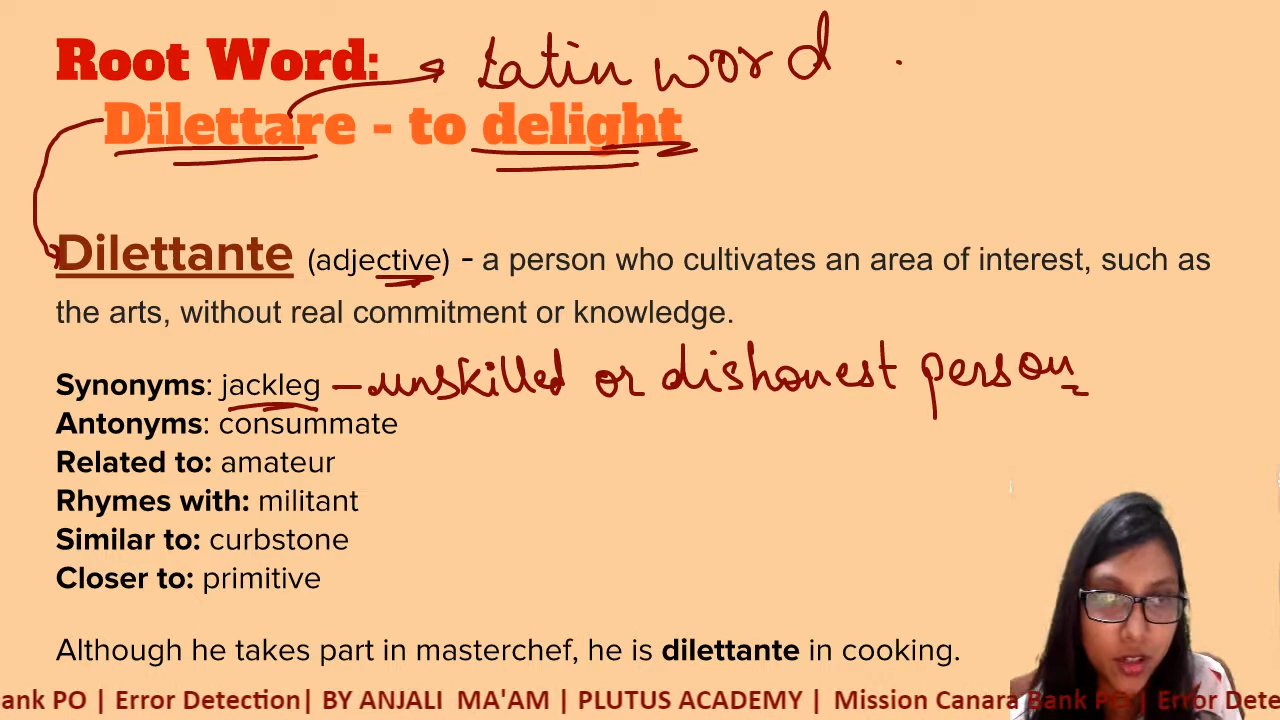 Root Word: Latin word
Dilettare - to delight
Dilettante (adjective) - a person who cultivates an area of interest, such as
the arts, without real commitment or knowledge.
Synonyms: jackleg - unskilled or dishonest person
Antonyms: consummate
Related to: amateur
Rhymes with: militant
Similar to: curbstone
Closer to: primitive
Although he takes part in masterchef, he is dilettante in cooking.
ank PO | Error Detection| BY ANJALI MA'AM | PLUTUS ACADEMY | Mission Canara Bank PO | Error Dete